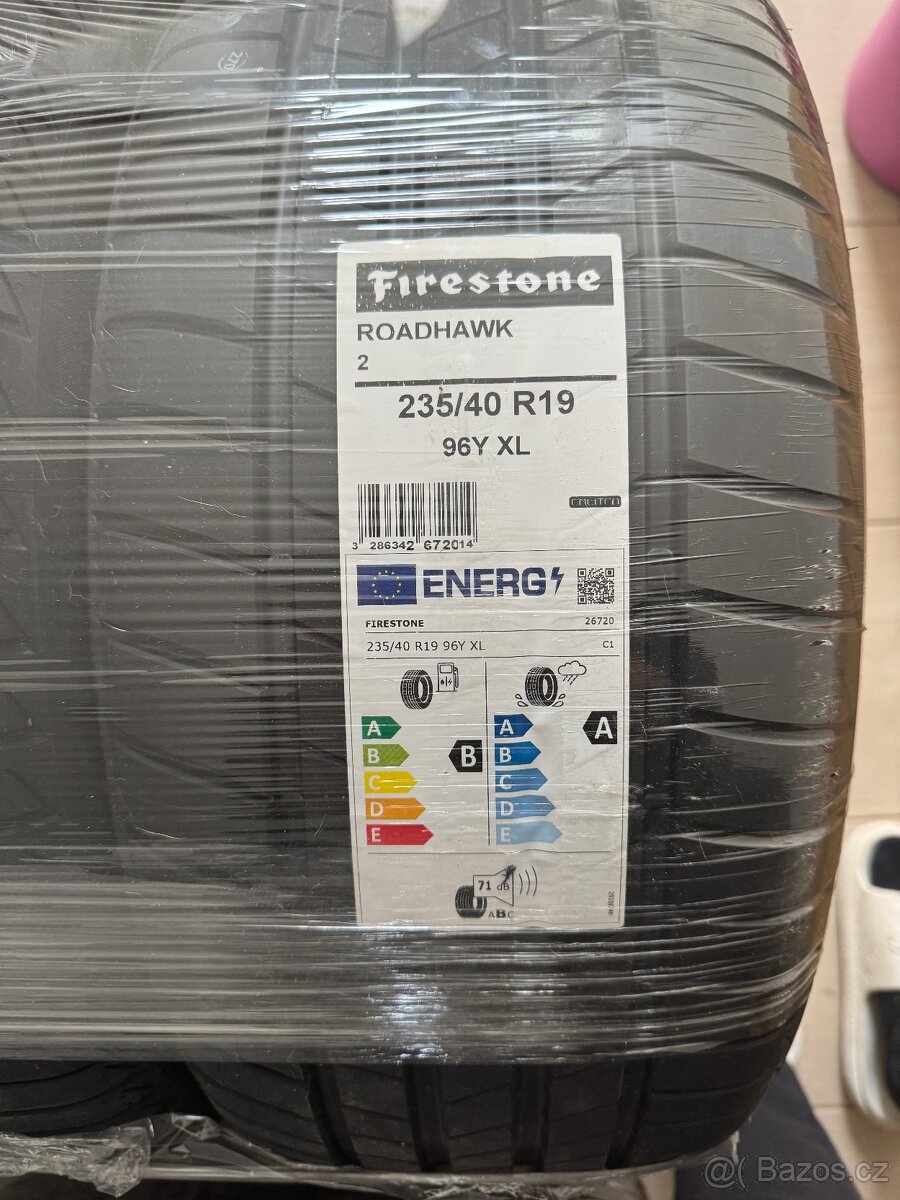 Firestone
ROADHAWK
2
235/40 R19
96Y XL
ENLITEN
3 286342 672014
ENERG
FIRESTONE 26720
235/40 R19 96Y XL C1
A A A
B B B
C C
D D
E E
71 dB
ABC
@( Bazos.cz